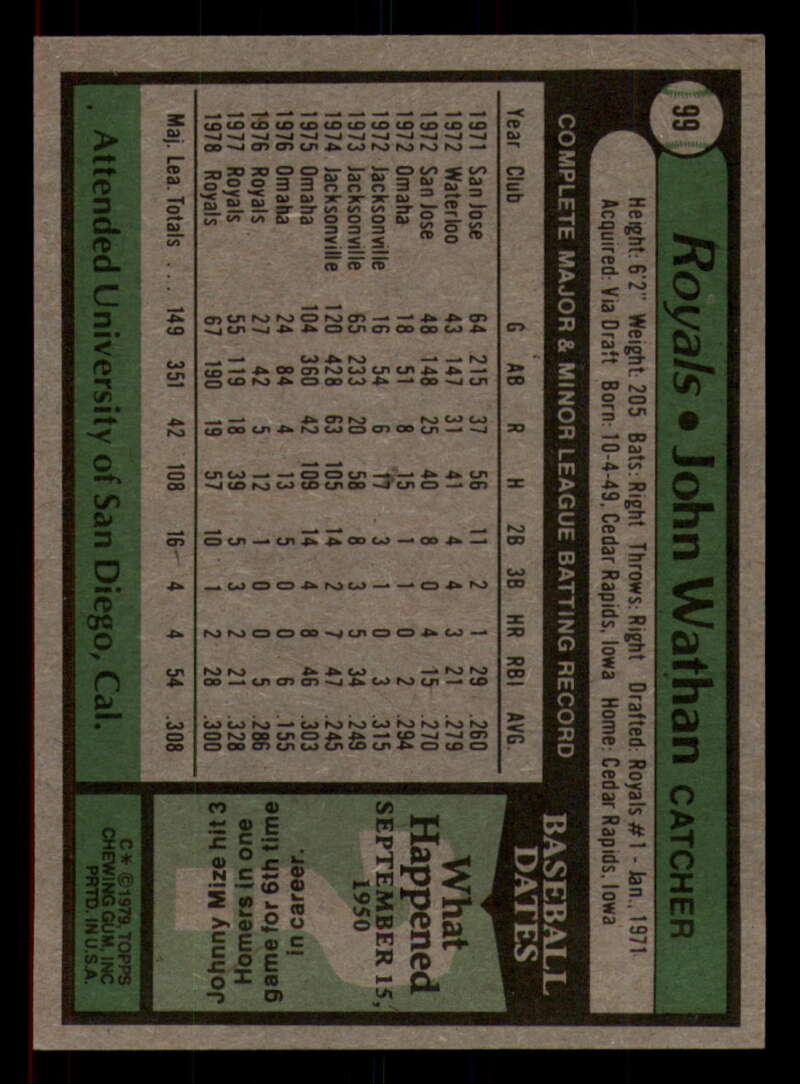 99
Royals • John Wathan CATCHER
Height: 6'2" Weight: 205 Bats: Right Throws: Right Drafted: Royals #1 - Jan., 1971
Acquired: Via Draft Born: 10-4-49, Cedar Rapids, Iowa Home: Cedar Rapids, Iowa
COMPLETE MAJOR & MINOR LEAGUE BATTING RECORD
Year Club G AB R H 2B 3B HR RBI AVG.
1971 San Jose 64 215 37 56 11 2 1 29 .260
1972 Waterloo 43 147 31 41 4 4 3 21 .279
1972 San Jose 48 148 25 40 8 0 4 15 .270
1972 Omaha 18 51 8 15 1 1 0 2 .294
1972 Jacksonville 16 54 6 17 3 1 0 3 .315
1973 Jacksonville 65 233 20 58 8 3 5 34 .249
1974 Jacksonville 120 428 63 105 14 2 7 47 .245
1975 Omaha 104 360 42 109 14 4 8 46 .303
1976 Omaha 24 84 4 13 5 0 0 6 .155
1976 Royals 27 42 5 12 1 0 0 5 .286
1977 Royals 55 119 18 39 5 3 2 21 .328
1978 Royals 67 190 19 57 10 1 2 28 .300
Maj. Lea. Totals .... 149 351 42 108 16 4 4 54 .308
Attended University of San Diego, Cal.
BASEBALL
DATES
What
Happened
SEPTEMBER 15,
1950
Johnny Mize hit 3
Homers in one
game for 6th time
in career.
C* ©1979, TOPPS
CHEWING GUM, INC
PRTD. IN U.S.A.